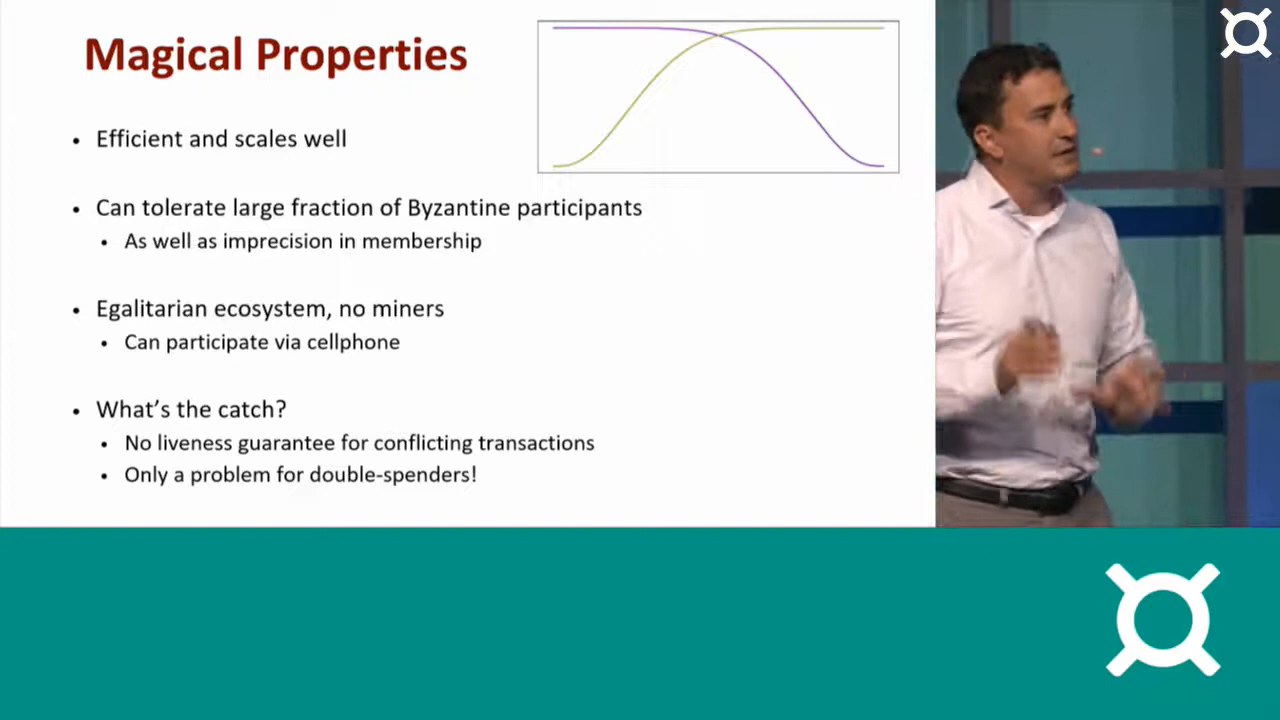 Magical Properties
• Efficient and scales well
• Can tolerate large fraction of Byzantine participants
• As well as imprecision in membership
• Egalitarian ecosystem, no miners
• Can participate via cellphone
• What's the catch?
• No liveness guarantee for conflicting transactions
• Only a problem for double-spenders!